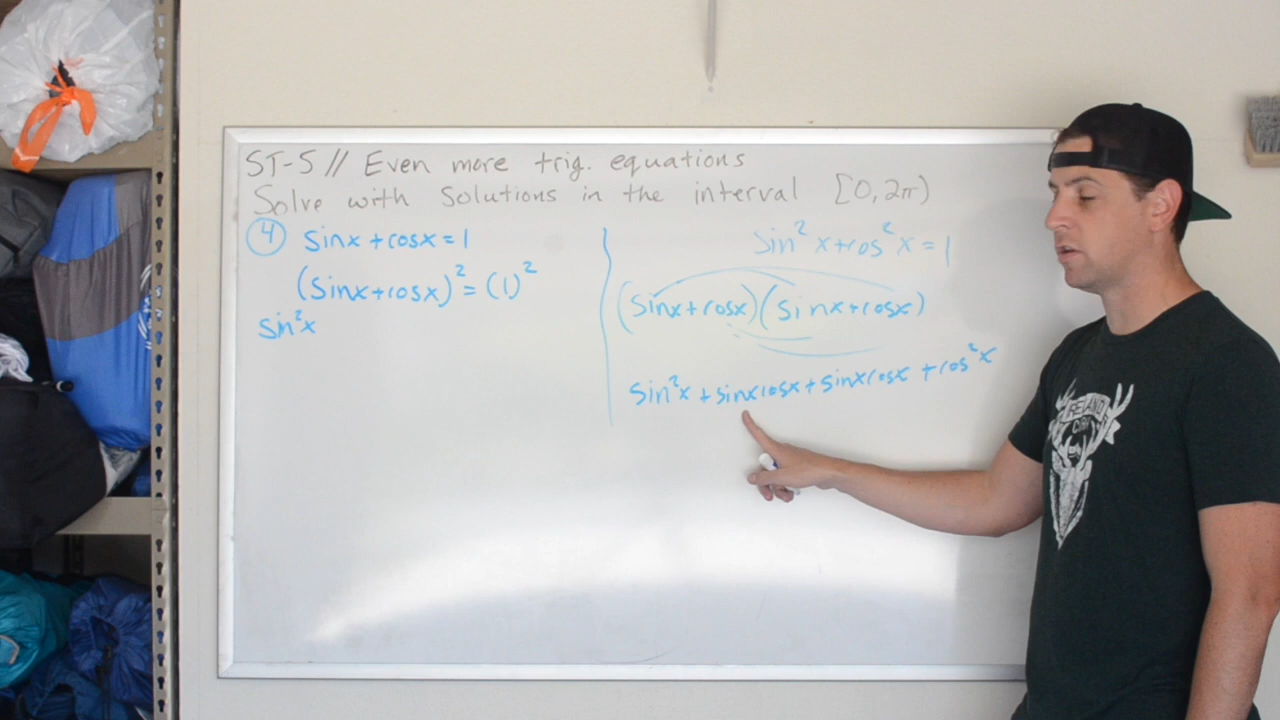 ST-5 // Even more trig. equations
Solve with Solutions in the interval [0, 2π)
4 sinx + cosx = 1
(sinx + cosx)² = (1)²
sin²x
sin²x + cos²x = 1
(sinx + cosx)(sinx + cosx)
sin²x + sinxcosx + sinxcosx + cos²x
IRELAND